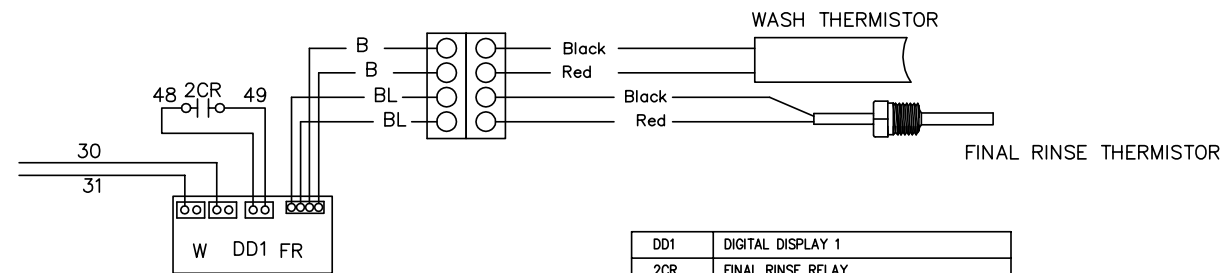 WASH THERMISTOR
B
Black
B
Red
48 2CR 49
BL
Black
BL
Red
FINAL RINSE THERMISTOR
30
31
W DD1 FR
DD1 DIGITAL DISPLAY 1
2CR FINAL RINSE RELAY